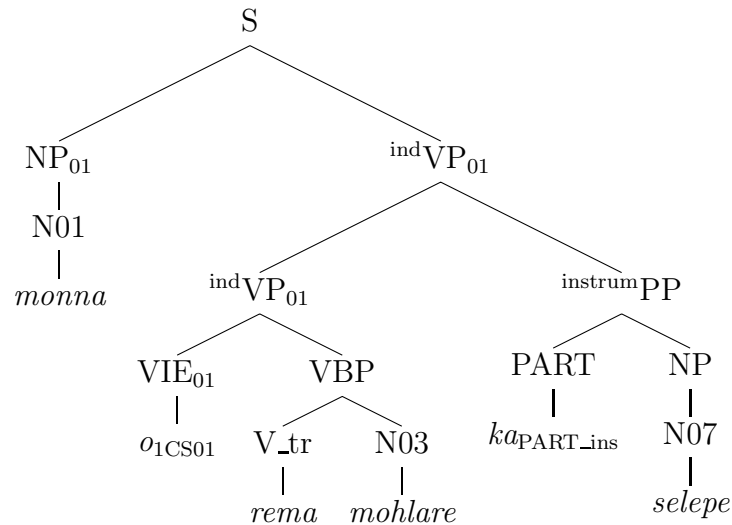 S
NP01 indVP01
N01
monna
indVP01 instrumPP
VIE01 VBP PART NP
o1CS01 V_tr N03 kaPART_ins N07
rema mohlare selepe